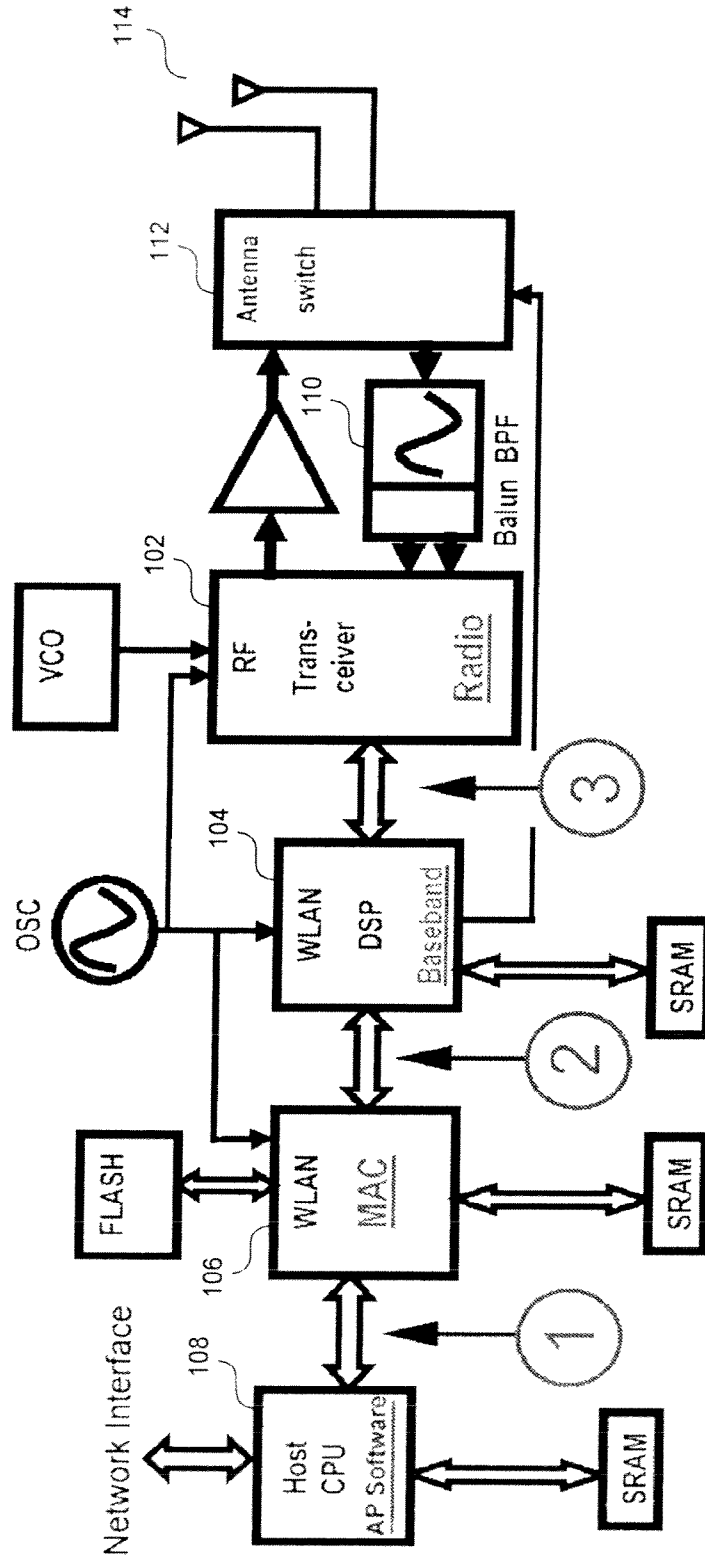 Network Interface
108
Host
CPU
AP Software
SRAM
1
FLASH
106
WLAN
MAC
SRAM
2
OSC
104
WLAN
DSP
Baseband
SRAM
3
VCO
102
RF
Trans-
ceiver
Radio
110
Balun BPF
112
Antenna
switch
114